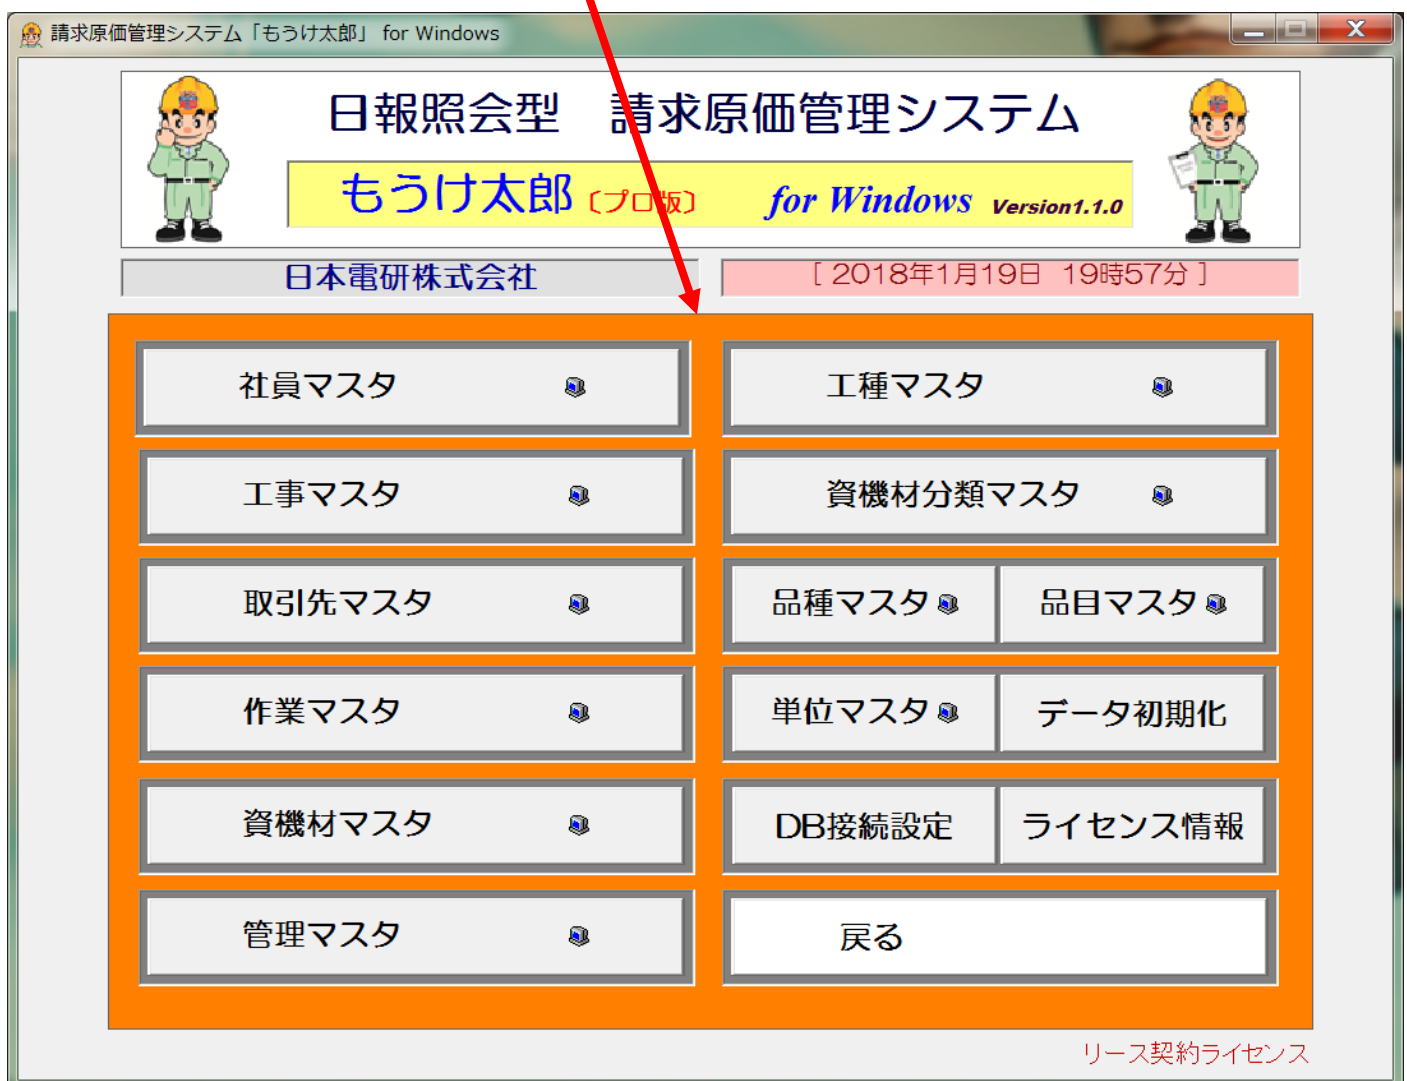 請求原価管理システム「もうけ太郎」 for Windows
日報照会型　請求原価管理システム
もうけ太郎〔プロ版〕 for Windows Version1.1.0
日本電研株式会社
[ 2018年1月19日 19時57分 ]
社員マスタ
工種マスタ
工事マスタ
資機材分類マスタ
取引先マスタ
品種マスタ
品目マスタ
作業マスタ
単位マスタ
データ初期化
資機材マスタ
DB接続設定
ライセンス情報
管理マスタ
戻る
リース契約ライセンス